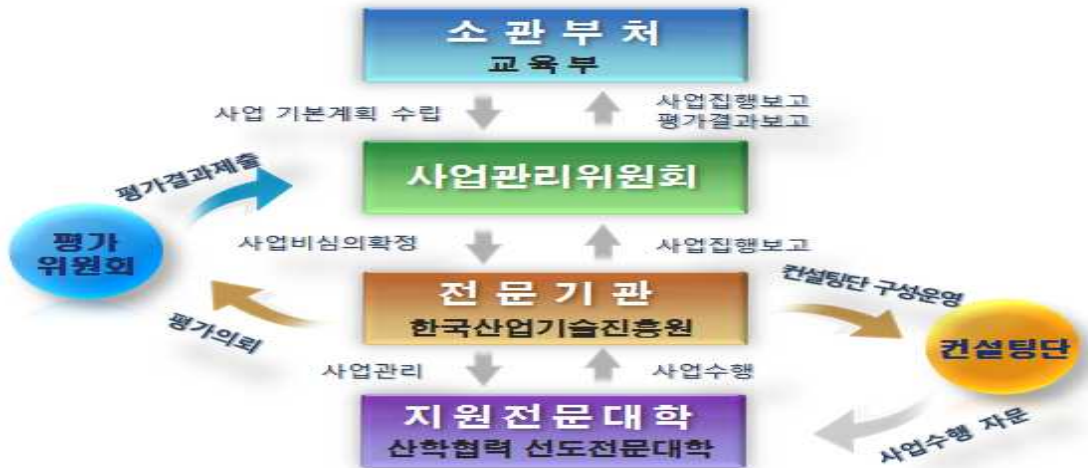 소관부처
교육부
사업 기본계획 수립
사업집행보고
평가결과보고
사업관리위원회
평가결과제출
평가
위원회
사업비심의확정
사업집행보고
전문기관
한국산업기술진흥원
컨설팅단 구성운영
평가의뢰
컨설팅단
사업관리
사업수행
지원전문대학
산학협력 선도전문대학
사업수행 자문